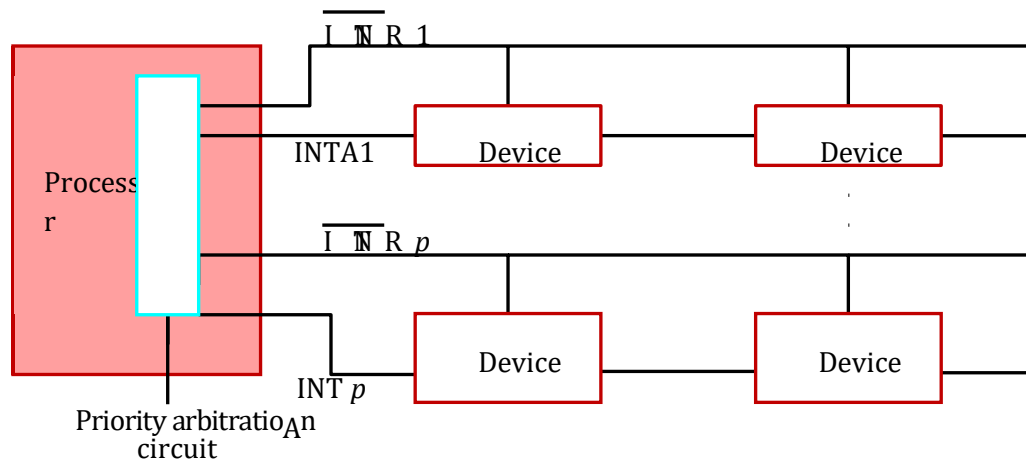 I N T R 1
Device
Device
INTA1
Process
r
I N T R p
Device
Device
INT p
Priority arbitratioAn
circuit